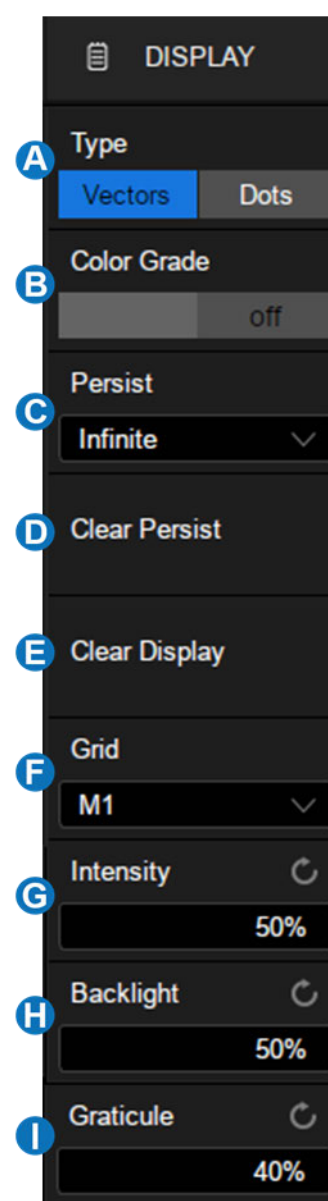 DISPLAY
A
Type
Vectors Dots
B
Color Grade
off
C
Persist
Infinite
D
Clear Persist
E
Clear Display
F
Grid
M1
G
Intensity
50%
H
Backlight
50%
I
Graticule
40%